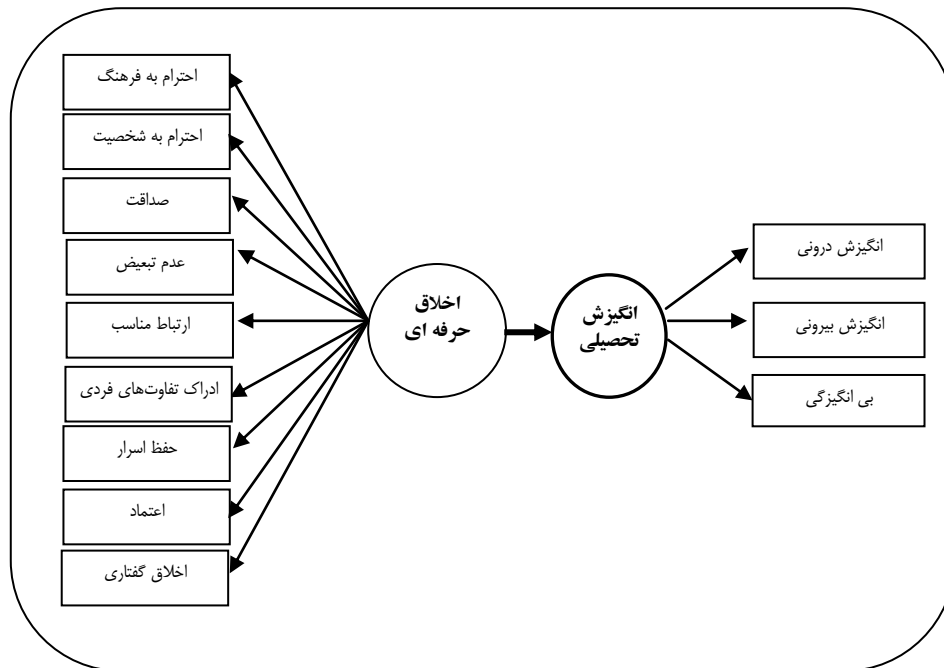 احترام به فرهنگ
احترام به شخصیت
صداقت
عدم تبعیض
ارتباط مناسب
ادراک تفاوت‌های فردی
حفظ اسرار
اعتماد
اخلاق گفتاری
اخلاق
حرفه ای
انگیزش
تحصیلی
انگیزش درونی
انگیزش بیرونی
بی انگیزگی